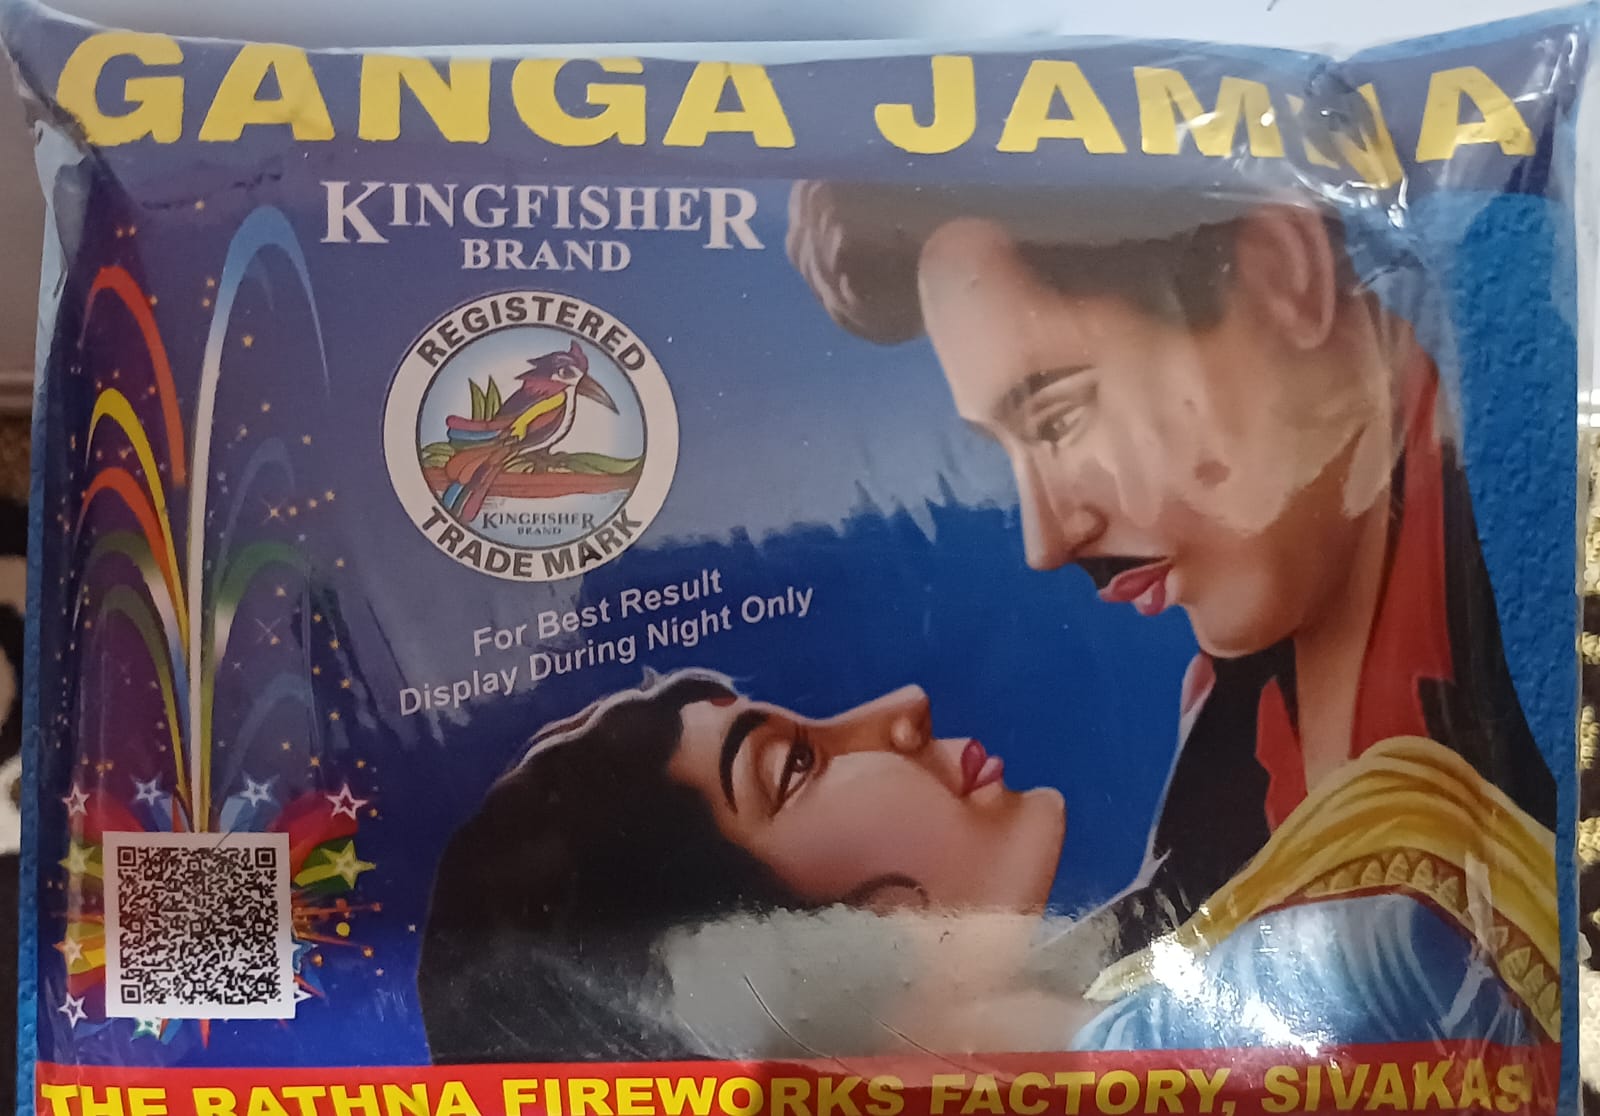 GANGA JAMNA
KINGFISHER
BRAND
REGISTERED
KINGFISHER
BRAND
TRADE MARK
For Best Result
Display During Night Only
THE RATHNA FIREWORKS FACTORY, SIVAKASI